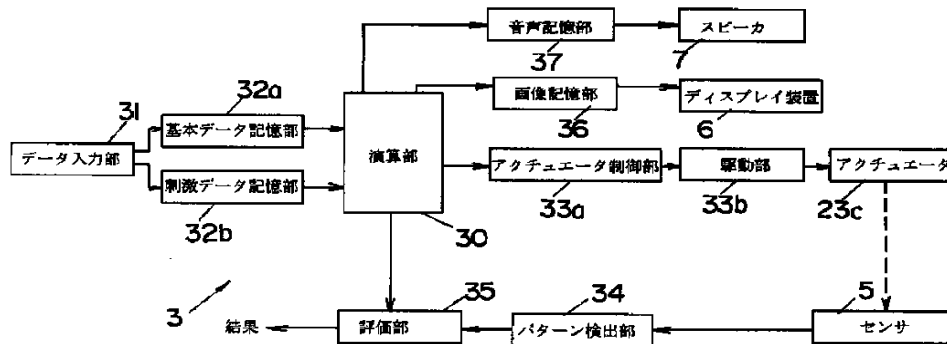 音声記憶部
スピーカ
37
7
32a
画像記憶部
ディスプレイ装置
31
基本データ記憶部
36
6
データ入力部
演算部
アクチュエータ制御部
駆動部
アクチュエータ
刺激データ記憶部
33a
33b
23c
32b
30
3
35
34
5
結果
評価部
パターン検出部
センサ